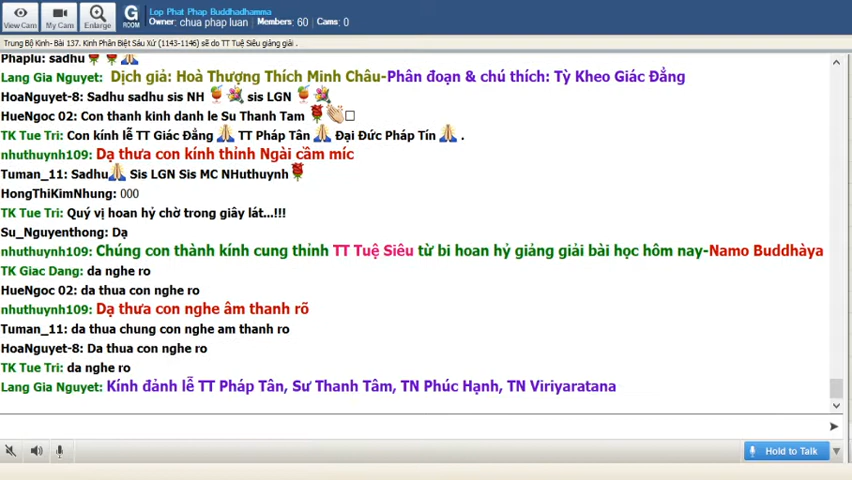 Lop Phat Phap Buddhadhamma
G
ROOM
Owner: chua phap luan Members: 60 Cams: 0
View Cam My Cam Enlarge
Trung Bộ Kinh- Bài 137. Kinh Phân Biệt Sáu Xứ (1143-1146) sẽ do TT Tuệ Siêu giảng giải .
Phaplu: sadhu
Lang Gia Nguyet: Dịch giả: Hoà Thượng Thích Minh Châu-Phân đoạn & chú thích: Tỳ Kheo Giác Đẳng
HoaNguyet-8: Sadhu sadhu sis NH sis LGN
HueNgoc 02: Con thanh kinh danh le Su Thanh Tam
TK Tue Tri: Con kính lễ TT Giác Đẳng TT Pháp Tân Đại Đức Pháp Tín .
nhuthuynh109: Dạ thưa con kính thỉnh Ngài cầm míc
Tuman_11: Sadhu Sis LGN Sis MC NHuthuynh
HongThiKimNhung: 000
TK Tue Tri: Quý vị hoan hỷ chờ trong giây lát...!!!
Su_Nguyenthong: Dạ
nhuthuynh109: Chúng con thành kính cung thỉnh TT Tuệ Siêu từ bi hoan hỷ giảng giải bài học hôm nay-Namo Buddhàya
TK Giac Dang: da nghe ro
HueNgoc 02: da thua con nghe ro
nhuthuynh109: Dạ thưa con nghe âm thanh rõ
Tuman_11: da thua chung con nghe am thanh ro
HoaNguyet-8: Da thua con nghe ro
TK Tue Tri: da nghe ro
Lang Gia Nguyet: Kính đảnh lễ TT Pháp Tân, Sư Thanh Tâm, TN Phúc Hạnh, TN Viriyaratana
Hold to Talk